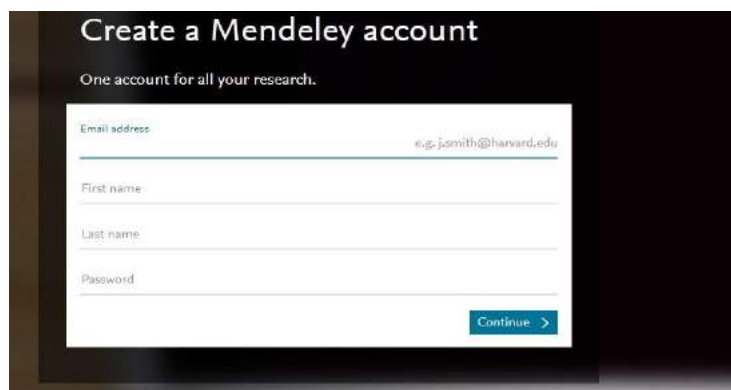 Create a Mendeley account
One account for all your research.
Email address
e.g. j.smith@harvard.edu
First name
Last name
Password
Continue >